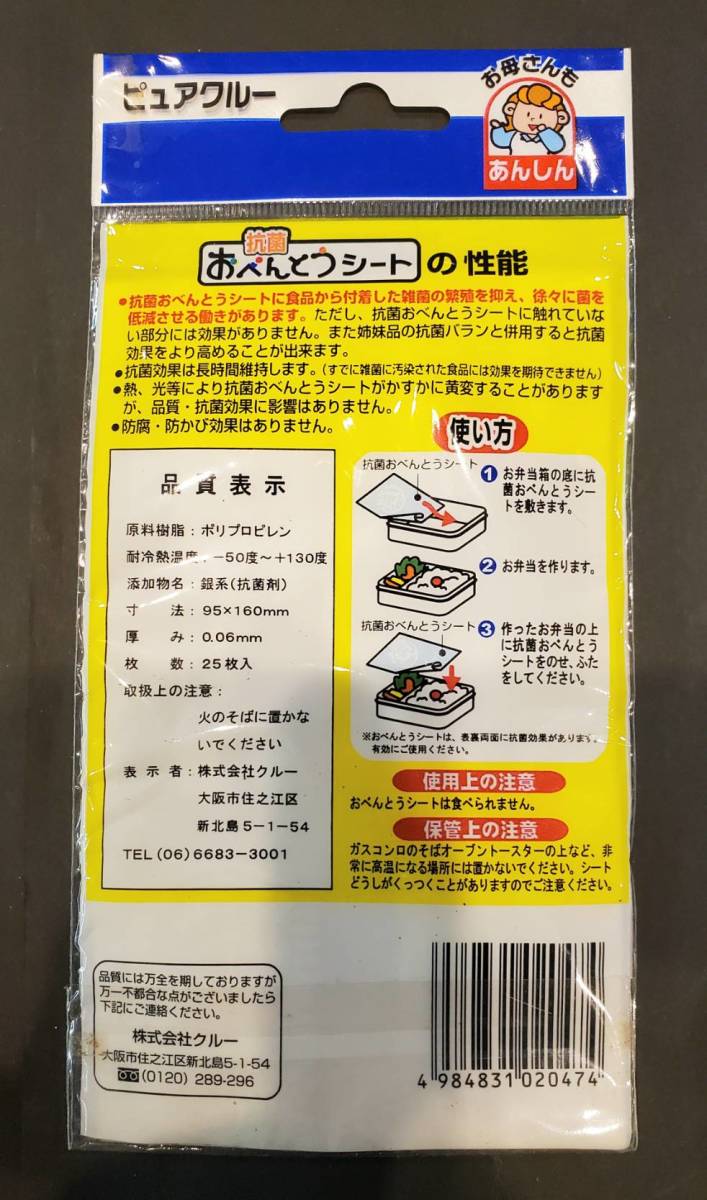 ピュアクルー
お母さんも
あんしん
抗菌
おべんとうシートの性能
●抗菌おべんとうシートに食品から付着した雑菌の繁殖を抑え、徐々に菌を
低減させる働きがあります。ただし、抗菌おべんとうシートに触れていな
い部分には効果がありません。また姉妹品の抗菌バランと併用すると抗菌
効果をより高めることが出来ます。
●抗菌効果は長時間維持します。(すでに雑菌に汚染された食品には効果を期待できません)
●熱、光等により抗菌おべんとうシートがかすかに黄変することがあります
が、品質・抗菌効果に影響はありません。
●防腐・防かび効果はありません。
品質表示
原料樹脂：ポリプロピレン
耐冷熱温度：−50度〜+130度
添加物名：銀系(抗菌剤)
寸　法：95×160mm
厚　み：0.06mm
枚　数：25枚入
取扱上の注意：
火のそばに置かな
いでください
表示者：株式会社クルー
大阪市住之江区
新北島5-1-54
TEL (06) 6683-3001
使い方
抗菌おべんとうシート
1 お弁当箱の底に抗
菌おべんとうシー
トを敷きます。
2 お弁当を作ります。
抗菌おべんとうシート
3 作ったお弁当の上
に抗菌おべんとう
シートをのせ、ふた
をしてください。
※おべんとうシートは、表裏両面に抗菌効果があります。
有効にご使用ください。
使用上の注意
おべんとうシートは食べられません。
保管上の注意
ガスコンロのそばオーブントースターの上など、非
常に高温になる場所には置かないでください。シート
どうしがくっつくことがありますのでご注意ください。
品質には万全を期しておりますが
万一不都合な点がございましたら
下記にご連絡ください。
株式会社クルー
大阪市住之江区新北島5-1-54
(0120) 289-296
4 984831 020474